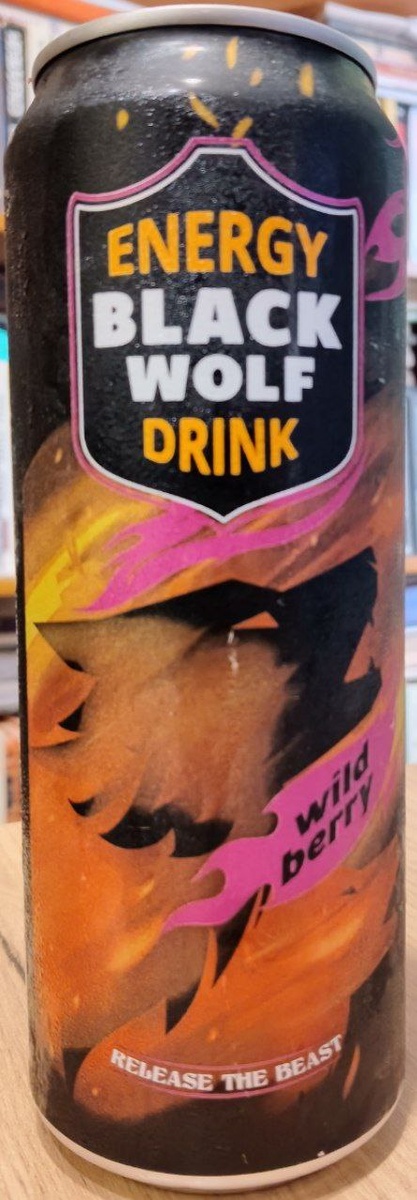 ENERGY
BLACK
WOLF
DRINK
wild
berry
RELEASE THE BEAST